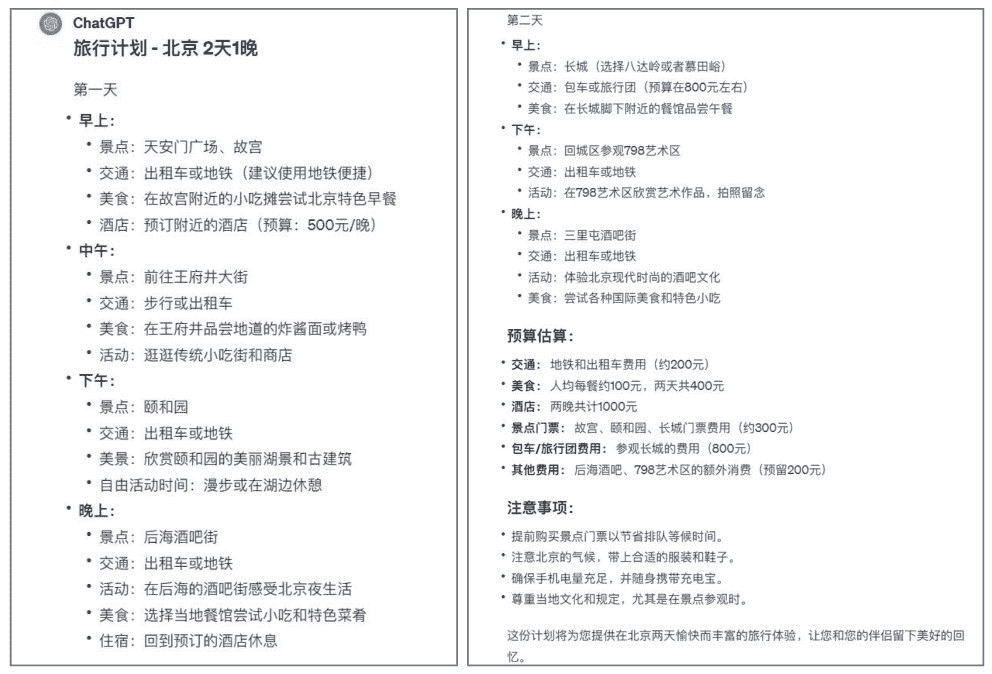 ChatGPT
旅行计划 - 北京 2天1晚
第一天
• 早上：
• 景点：天安门广场、故宫
• 交通：出租车或地铁（建议使用地铁便捷）
• 美食：在故宫附近的小吃摊尝试北京特色早餐
• 酒店：预订附近的酒店（预算：500元/晚）
• 中午：
• 景点：前往王府井大街
• 交通：步行或出租车
• 美食：在王府井品尝地道的炸酱面或烤鸭
• 活动：逛逛传统小吃街和商店
• 下午：
• 景点：颐和园
• 交通：出租车或地铁
• 美景：欣赏颐和园的美丽湖景和古建筑
• 自由活动时间：漫步或在湖边休憩
• 晚上：
• 景点：后海酒吧街
• 交通：出租车或地铁
• 活动：在后海的酒吧街感受北京夜生活
• 美食：选择当地餐馆尝试小吃和特色菜肴
• 住宿：回到预订的酒店休息
第二天
• 早上：
• 景点：长城（选择八达岭或者慕田峪）
• 交通：包车或旅行团（预算在800元左右）
• 美食：在长城脚下附近的餐馆品尝午餐
• 下午：
• 景点：回城区参观798艺术区
• 交通：出租车或地铁
• 活动：在798艺术区欣赏艺术作品，拍照留念
• 晚上：
• 景点：三里屯酒吧街
• 交通：出租车或地铁
• 活动：体验北京现代时尚的酒吧文化
• 美食：尝试各种国际美食和特色小吃
预算估算：
• 交通： 地铁和出租车费用（约200元）
• 美食： 人均每餐约100元，两天共400元
• 酒店： 两晚共计1000元
• 景点门票： 故宫、颐和园、长城门票费用（约300元）
• 包车/旅行团费用： 参观长城的费用（800元）
• 其他费用： 后海酒吧、798艺术区的额外消费（预留200元）
注意事项：
• 提前购买景点门票以节省排队等候时间。
• 注意北京的气候，带上合适的服装和鞋子。
• 确保手机电量充足，并随身携带充电宝。
• 尊重当地文化和规定，尤其是在景点参观时。
这份计划将为您提供在北京两天愉快而丰富的旅行体验，让您和您的伴侣留下美好的回
忆。